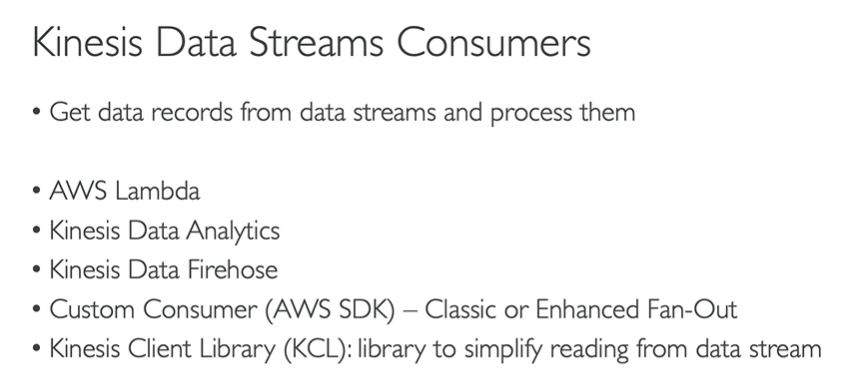 Kinesis Data Streams Consumers
• Get data records from data streams and process them
• AWS Lambda
• Kinesis Data Analytics
• Kinesis Data Firehose
• Custom Consumer (AWS SDK) – Classic or Enhanced Fan-Out
• Kinesis Client Library (KCL): library to simplify reading from data stream